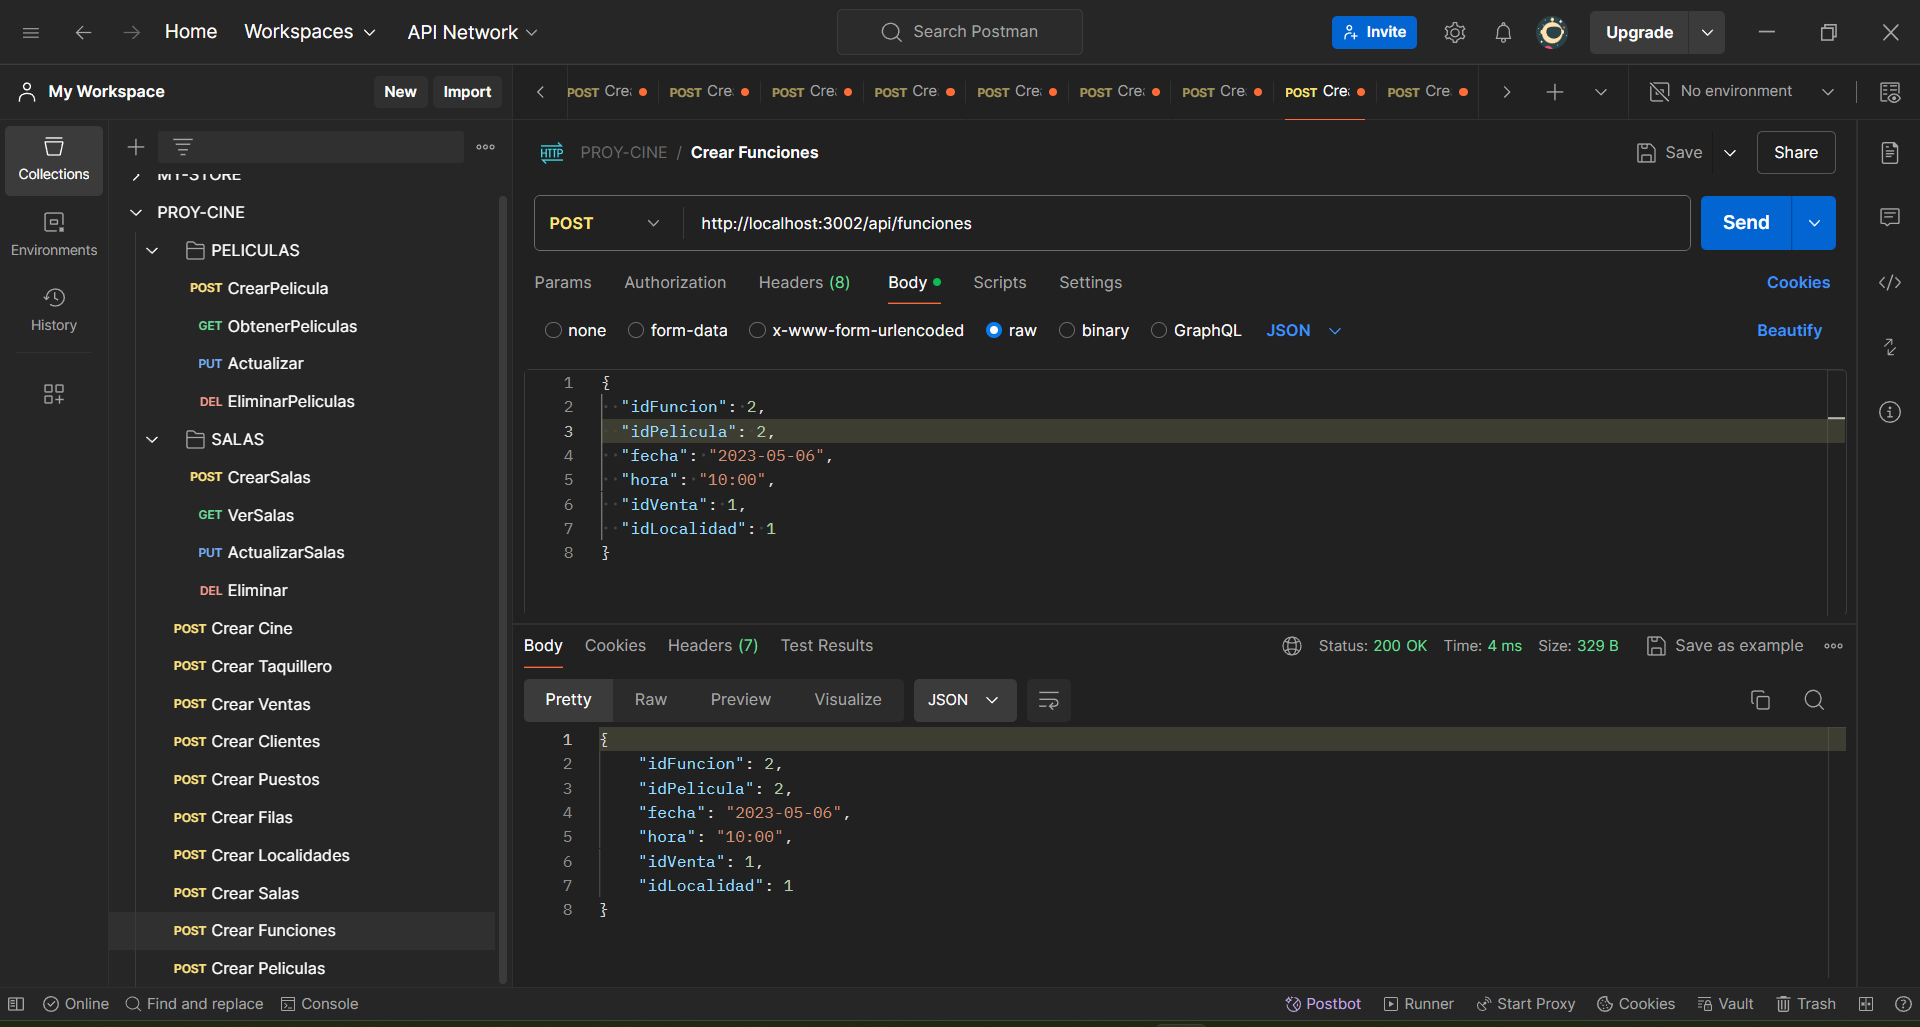 Home Workspaces API Network Search Postman Invite Upgrade
My Workspace New Import
POST Cre POST Cre POST Cre POST Cre POST Cre POST Cre POST Cre POST Cre POST Cre No environment
Collections
Environments
History
MY-STORE
PROY-CINE
PELICULAS
POST CrearPelicula
GET ObtenerPeliculas
PUT Actualizar
DEL EliminarPeliculas
SALAS
POST CrearSalas
GET VerSalas
PUT ActualizarSalas
DEL Eliminar
POST Crear Cine
POST Crear Taquillero
POST Crear Ventas
POST Crear Clientes
POST Crear Puestos
POST Crear Filas
POST Crear Localidades
POST Crear Salas
POST Crear Funciones
POST Crear Peliculas
HTTP PROY-CINE / Crear Funciones Save Share
POST http://localhost:3002/api/funciones Send
Params Authorization Headers (8) Body Scripts Settings Cookies
none form-data x-www-form-urlencoded raw binary GraphQL JSON Beautify
1 {
2 "idFuncion": 2,
3 "idPelicula": 2,
4 "fecha": "2023-05-06",
5 "hora": "10:00",
6 "idVenta": 1,
7 "idLocalidad": 1
8 }
Body Cookies Headers (7) Test Results Status: 200 OK Time: 4 ms Size: 329 B Save as example
Pretty Raw Preview Visualize JSON
1 {
2 "idFuncion": 2,
3 "idPelicula": 2,
4 "fecha": "2023-05-06",
5 "hora": "10:00",
6 "idVenta": 1,
7 "idLocalidad": 1
8 }
Online Find and replace Console Postbot Runner Start Proxy Cookies Vault Trash